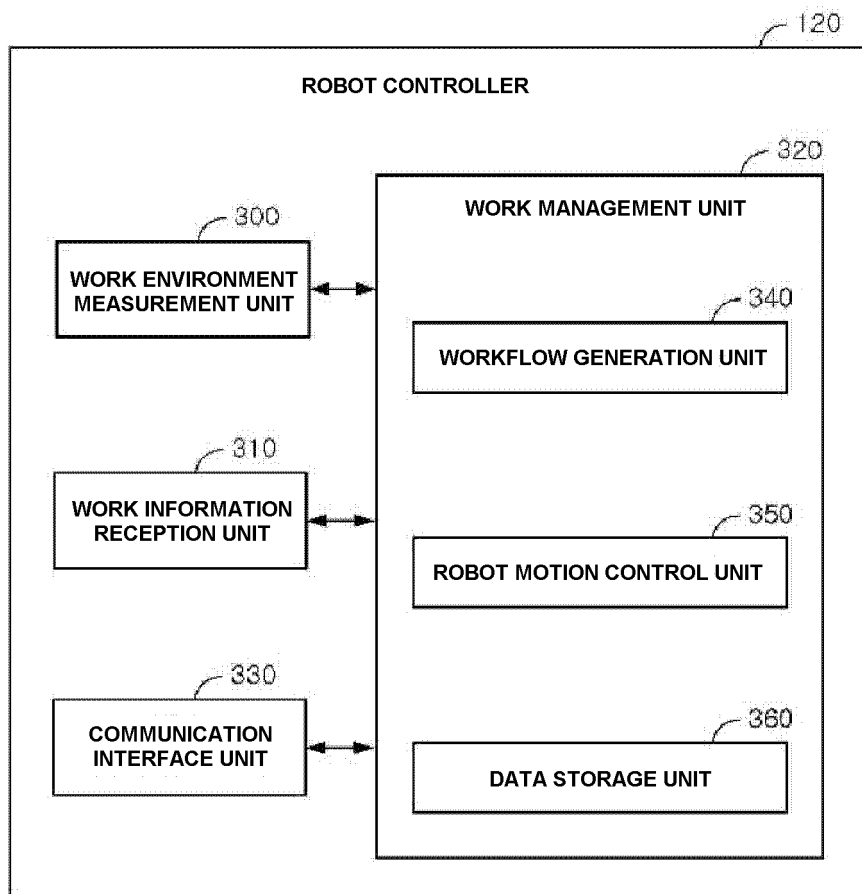 120
ROBOT CONTROLLER
320
WORK MANAGEMENT UNIT
300
WORK ENVIRONMENT
MEASUREMENT UNIT
340
WORKFLOW GENERATION UNIT
310
WORK INFORMATION
RECEPTION UNIT
350
ROBOT MOTION CONTROL UNIT
330
COMMUNICATION
INTERFACE UNIT
360
DATA STORAGE UNIT